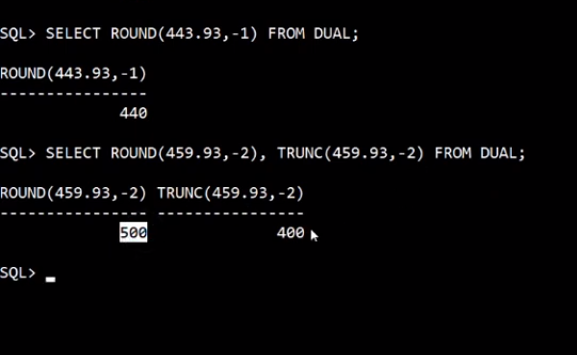 SQL> SELECT ROUND(443.93,-1) FROM DUAL;
ROUND(443.93,-1)
----------------
440
SQL> SELECT ROUND(459.93,-2), TRUNC(459.93,-2) FROM DUAL;
ROUND(459.93,-2) TRUNC(459.93,-2)
---------------- ----------------
500 400
SQL> _